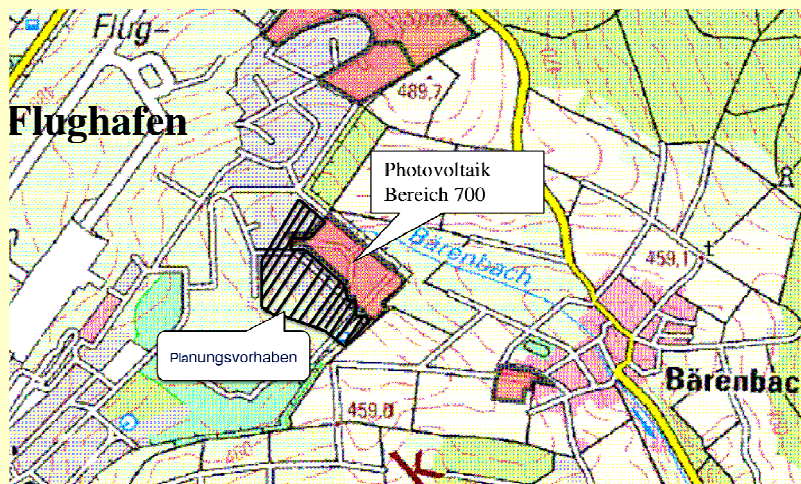 Flug-
Flughafen
489,7
Photovoltaik
Bereich 700
Bärenbach
459,1
Planungsvorhaben
Bärenbac
459.0